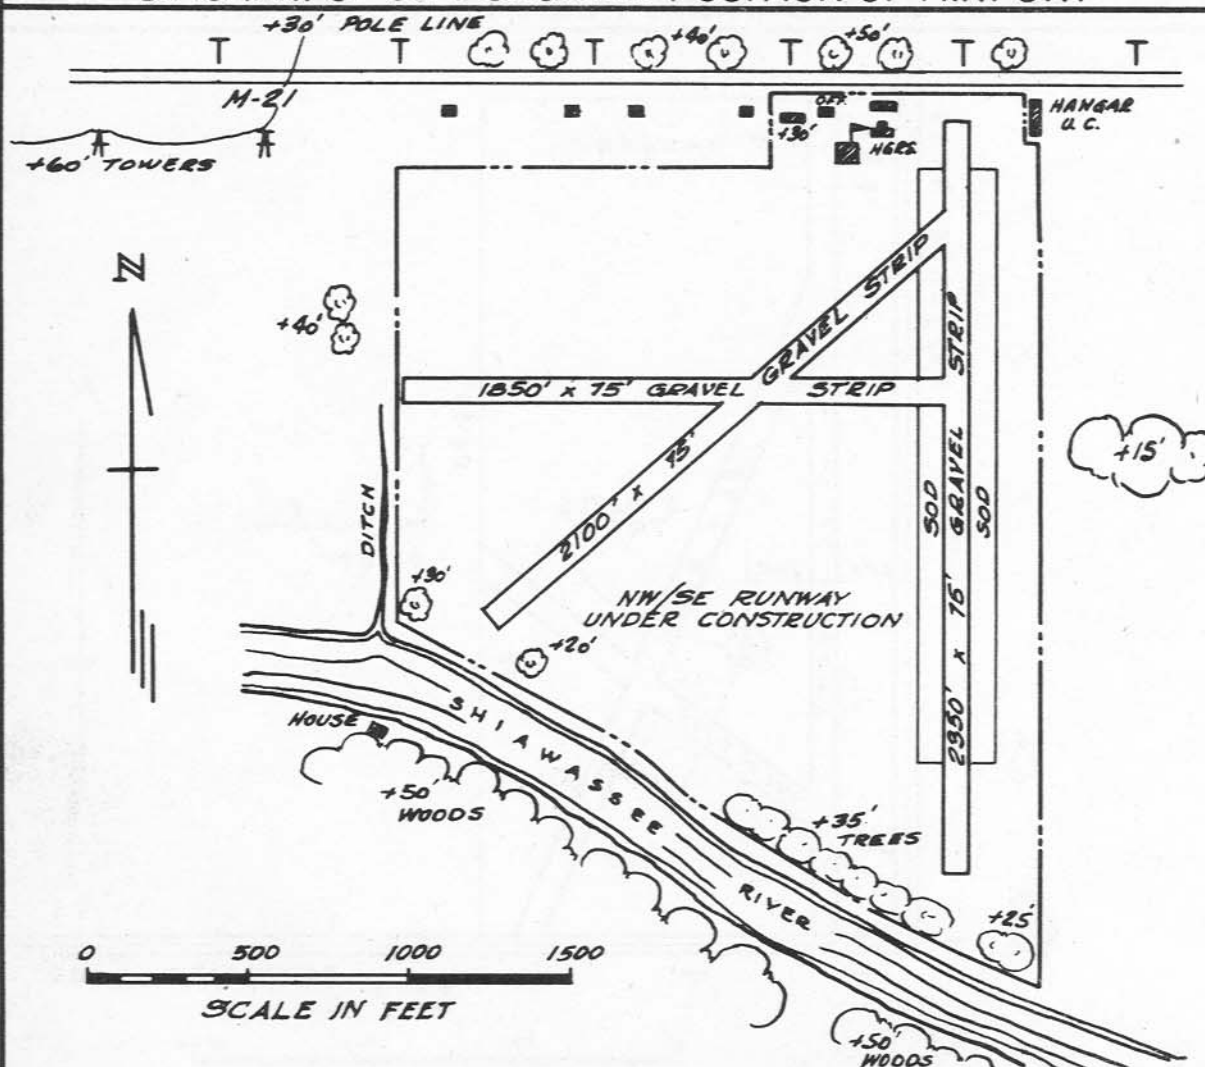 +30' POLE LINE
T T T T T T
+40'
+50'
M-21
+60' TOWERS
OFF.
+30'
HGRS.
HANGAR
U.C.
N
+40'
GRAVEL STRIP
1850' x 75' GRAVEL STRIP
2100' x 75'
2350' x 75' GRAVEL STRIP
SOD
SOD
+15'
DITCH
+30'
NW/SE RUNWAY
UNDER CONSTRUCTION
+20'
SHIAWASSEE RIVER
HOUSE
+50'
WOODS
+35'
TREES
+25'
0 500 1000 1500
SCALE IN FEET
+50'
WOODS